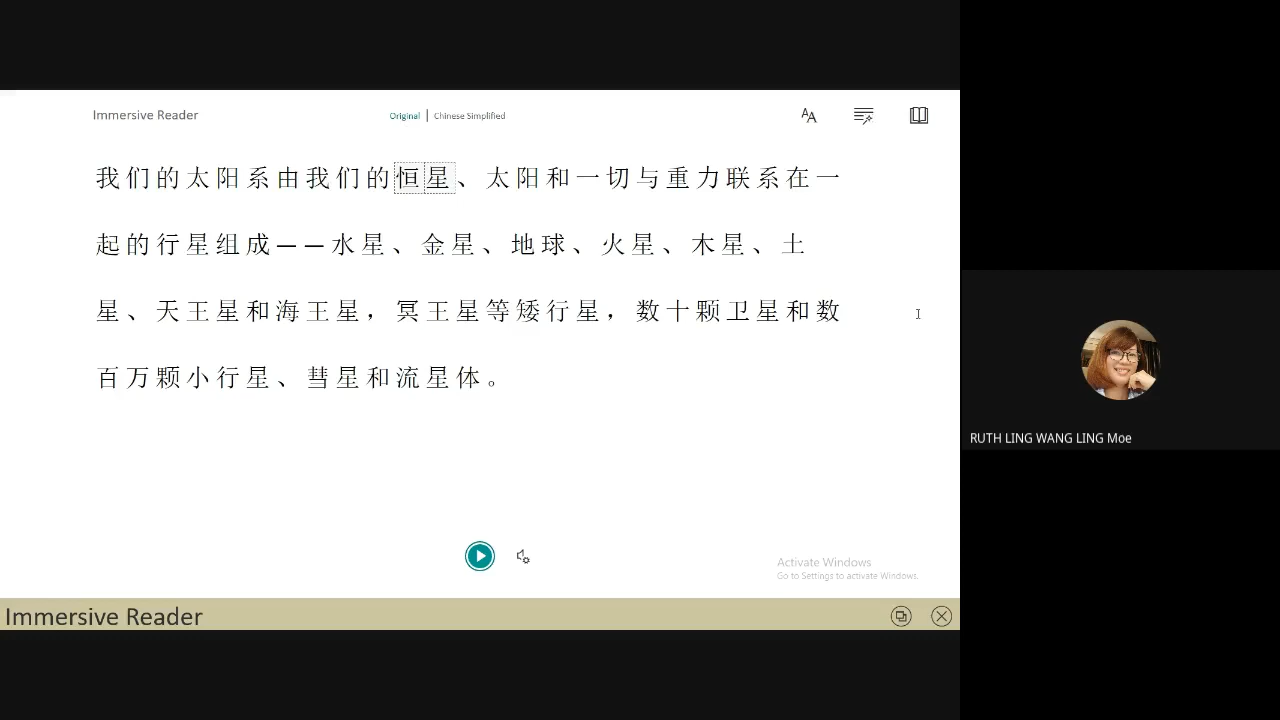 Immersive Reader
Original | Chinese Simplified
我们的太阳系由我们的恒星、太阳和一切与重力联系在一
起的行星组成——水星、金星、地球、火星、木星、土
星、天王星和海王星，冥王星等矮行星，数十颗卫星和数
百万颗小行星、彗星和流星体。
Activate Windows
Go to Settings to activate Windows.
Immersive Reader
RUTH LING WANG LING Moe